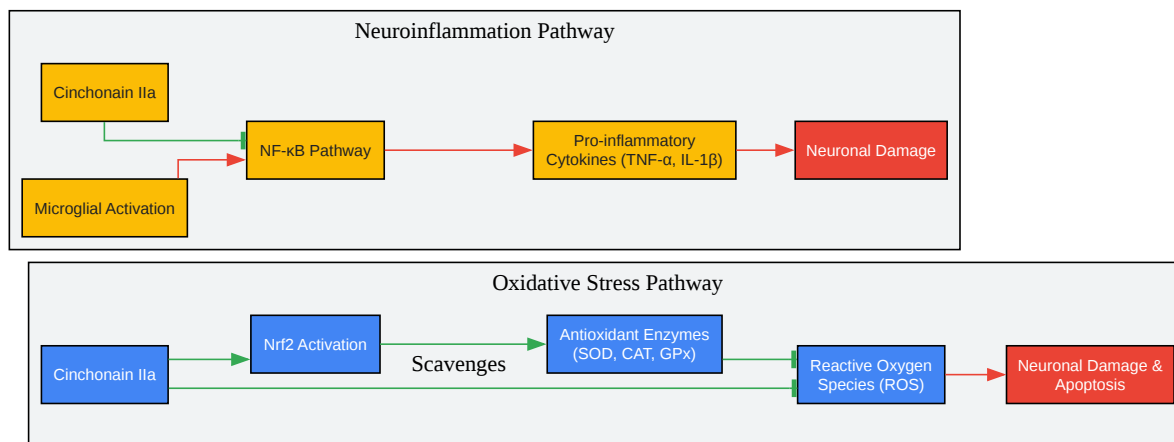 Neuroinflammation Pathway
Cinchonain IIa
NF-κB Pathway
Pro-inflammatory
Cytokines (TNF-α, IL-1β)
Neuronal Damage
Microglial Activation
Oxidative Stress Pathway
Cinchonain IIa
Nrf2 Activation
Scavenges
Antioxidant Enzymes
(SOD, CAT, GPx)
Reactive Oxygen
Species (ROS)
Neuronal Damage &
Apoptosis